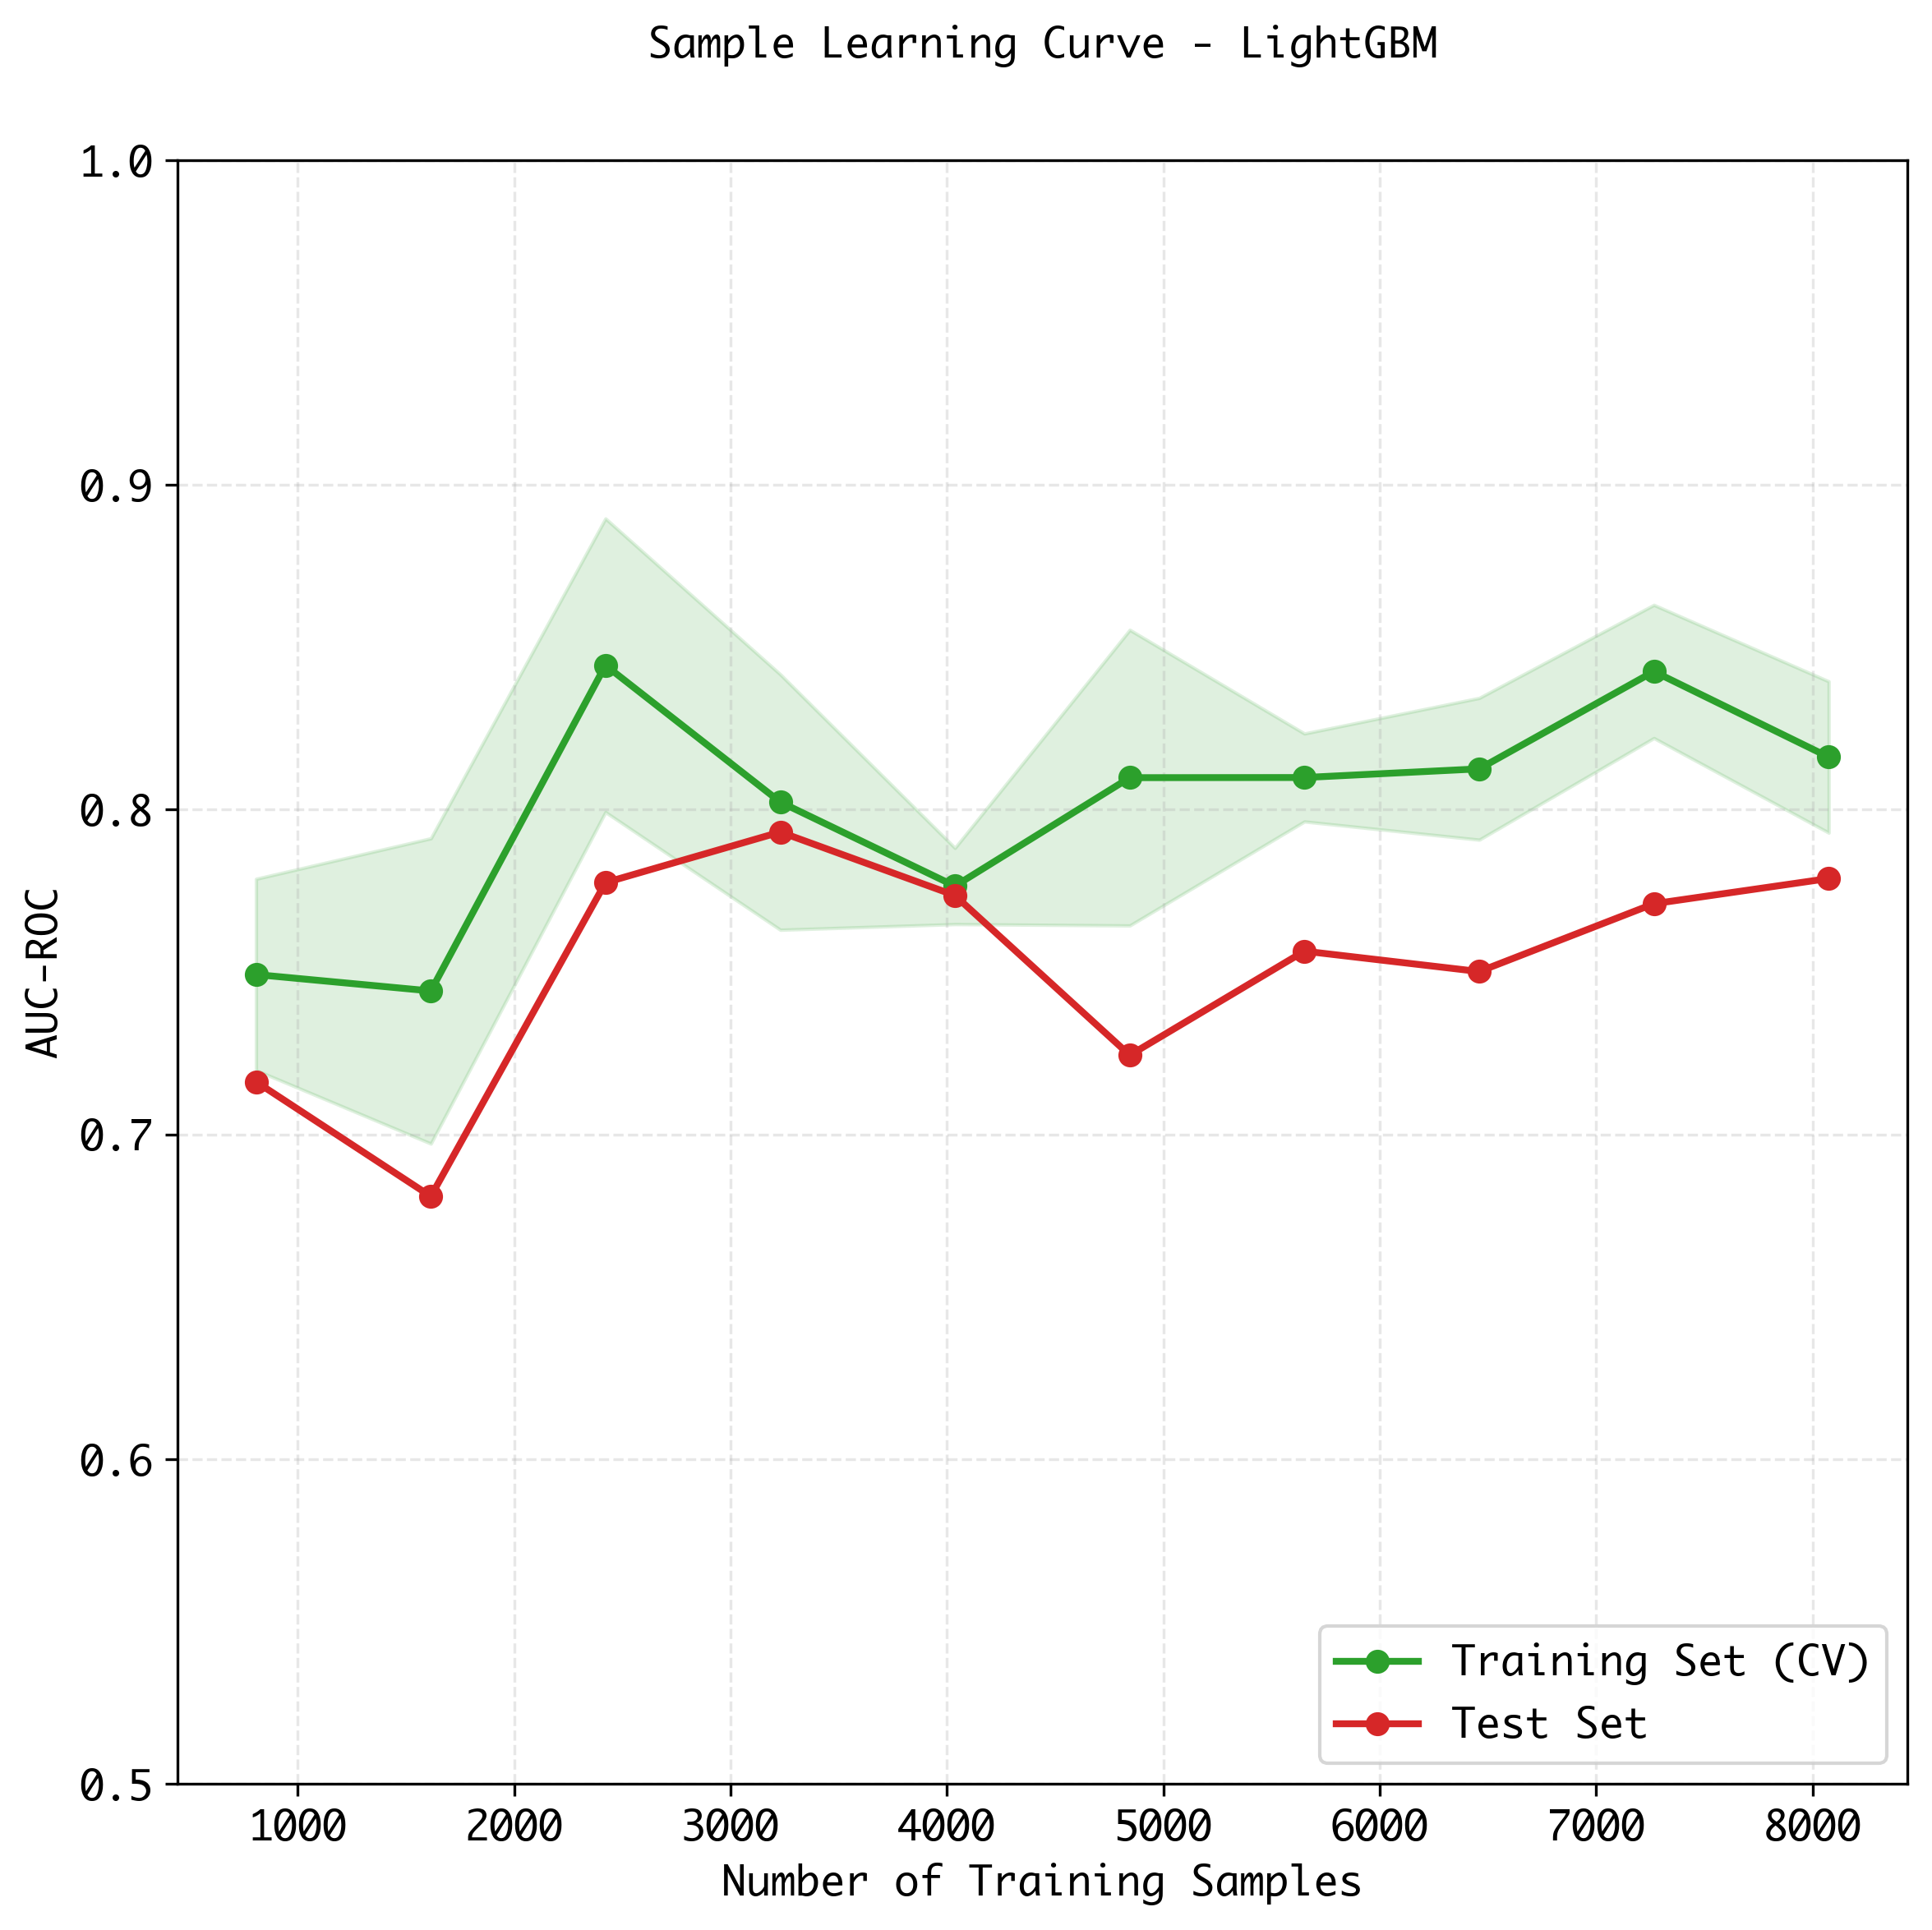 Sample Learning Curve - LightGBM
1.0
0.9
0.8
0.7
0.6
0.5
AUC-ROC
1000 2000 3000 4000 5000 6000 7000 8000
Number of Training Samples
Training Set (CV)
Test Set